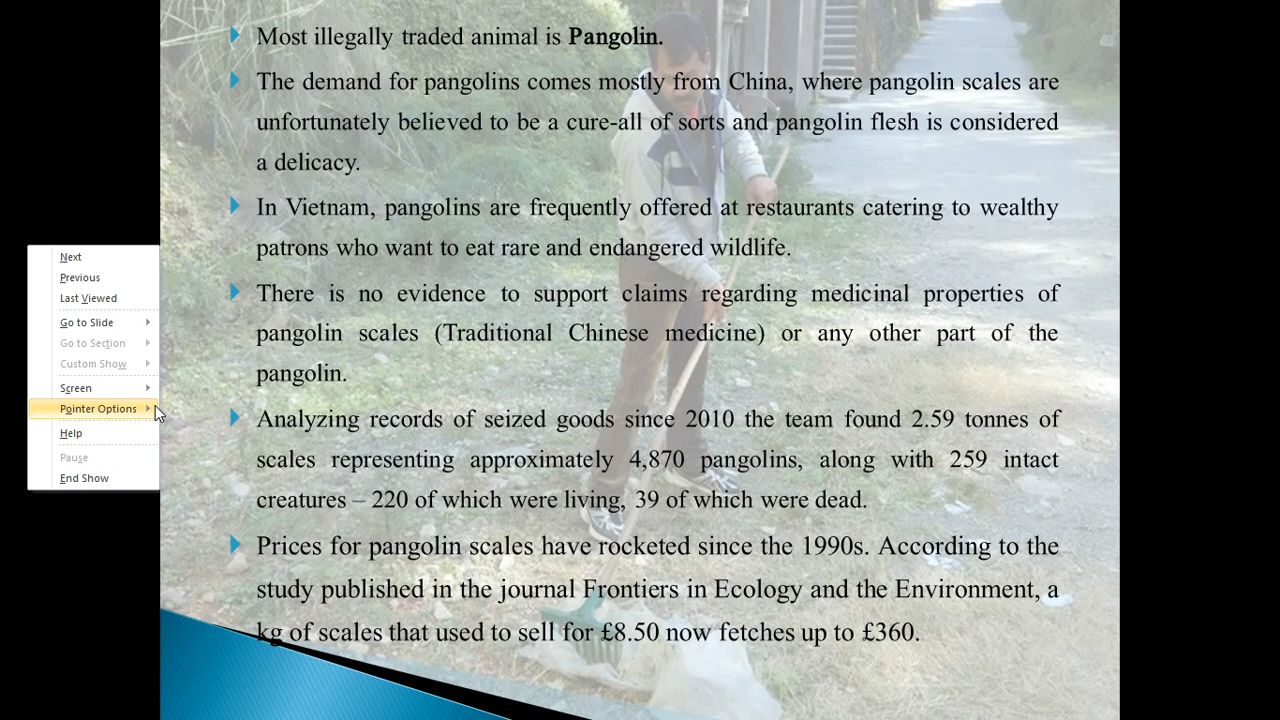 Most illegally traded animal is Pangolin.
The demand for pangolins comes mostly from China, where pangolin scales are
unfortunately believed to be a cure-all of sorts and pangolin flesh is considered
a delicacy.
In Vietnam, pangolins are frequently offered at restaurants catering to wealthy
patrons who want to eat rare and endangered wildlife.
There is no evidence to support claims regarding medicinal properties of
pangolin scales (Traditional Chinese medicine) or any other part of the
pangolin.
Analyzing records of seized goods since 2010 the team found 2.59 tonnes of
scales representing approximately 4,870 pangolins, along with 259 intact
creatures – 220 of which were living, 39 of which were dead.
Prices for pangolin scales have rocketed since the 1990s. According to the
study published in the journal Frontiers in Ecology and the Environment, a
kg of scales that used to sell for £8.50 now fetches up to £360.
Next
Previous
Last Viewed
Go to Slide
Go to Section
Custom Show
Screen
Pointer Options
Help
Pause
End Show